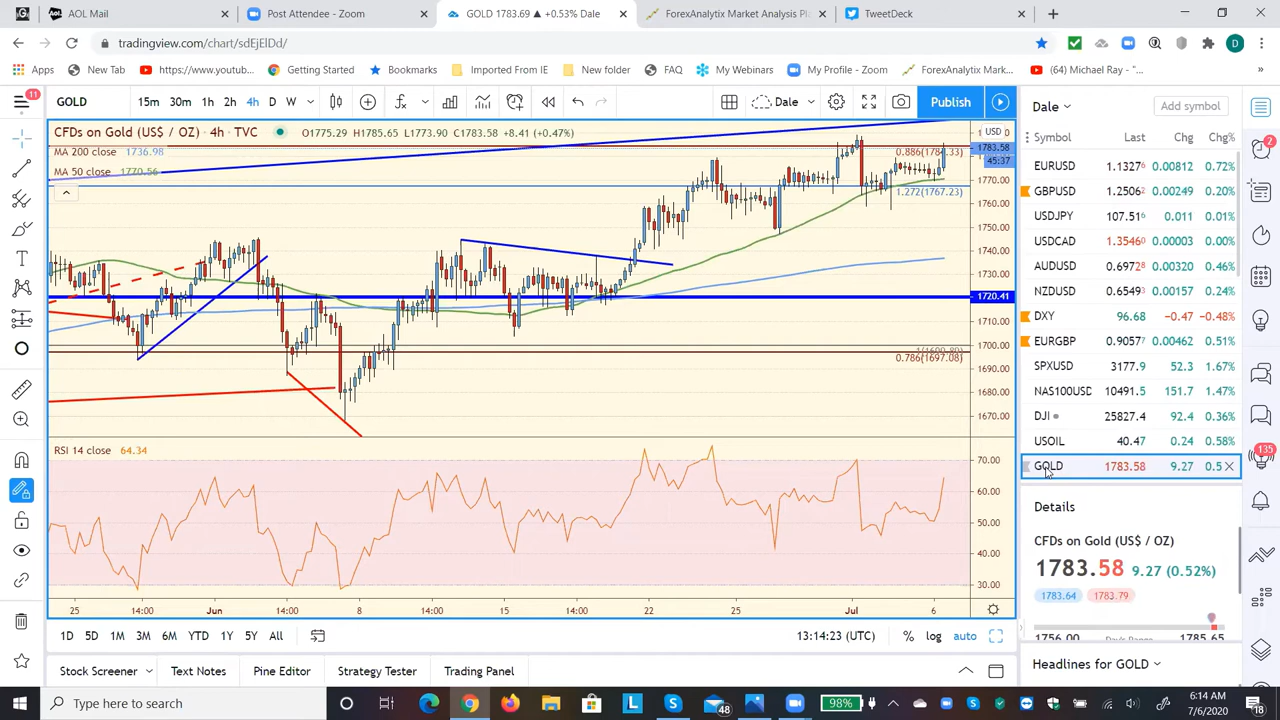 AOL Mail
Post Attendee - Zoom
GOLD 1783.69 ▲ +0.53% Dale
ForexAnalytix Market Analysis Pl
TweetDeck
tradingview.com/chart/sdEjElDd/
D
Apps
New Tab
https://www.youtub...
Getting Started
Bookmarks
Imported From IE
New folder
FAQ
My Webinars
My Profile - Zoom
ForexAnalytix Mark...
(64) Michael Ray - "...
11
GOLD
15m 30m 1h 2h 4h D W
Dale
Publish
CFDs on Gold (US$ / OZ) · 4h · TVC
O1775.29 H1785.65 L1773.90 C1783.58 +8.41 (+0.47%)
MA 200 close 1736.98
MA 50 close 1770.56
USD
0.886(1784.33)
1783.58
45:37
1770.00
1.272(1767.23)
1760.00
1750.00
1740.00
1730.00
1720.41
1710.00
1700.00
0.786(1697.08)
1690.00
1680.00
1670.00
RSI 14 close 64.34
70.00
60.00
50.00
40.00
30.00
25 14:00 Jun 14:00 8 14:00 15 14:00 22 25 Jul 6
1D 5D 1M 3M 6M YTD 1Y 5Y All
13:14:23 (UTC)
% log auto
Stock Screener
Text Notes
Pine Editor
Strategy Tester
Trading Panel
Dale
Add symbol
Symbol Last Chg Chg%
EURUSD 1.13276 0.00812 0.72%
GBPUSD 1.25062 0.00249 0.20%
USDJPY 107.516 0.011 0.01%
USDCAD 1.35460 0.00003 0.00%
AUDUSD 0.69728 0.00318 0.46%
NZDUSD 0.65493 0.00157 0.24%
DXY 96.68 −0.47 −0.48%
EURGBP 0.90577 0.00462 0.51%
SPXUSD 3177.9 52.3 1.67%
NAS100USD 10491.5 151.7 1.47%
DJI 25827.4 92.4 0.36%
USOIL 40.47 0.24 0.58%
GOLD 1783.58 9.27 0.5
Details
CFDs on Gold (US$ / OZ)
1783.58 9.27 (0.52%)
1783.64 1783.79
1756.00 Day's Range 1785.65
Headlines for GOLD
2
135
Type here to search
L
S
48
98%
6:14 AM
7/6/2020